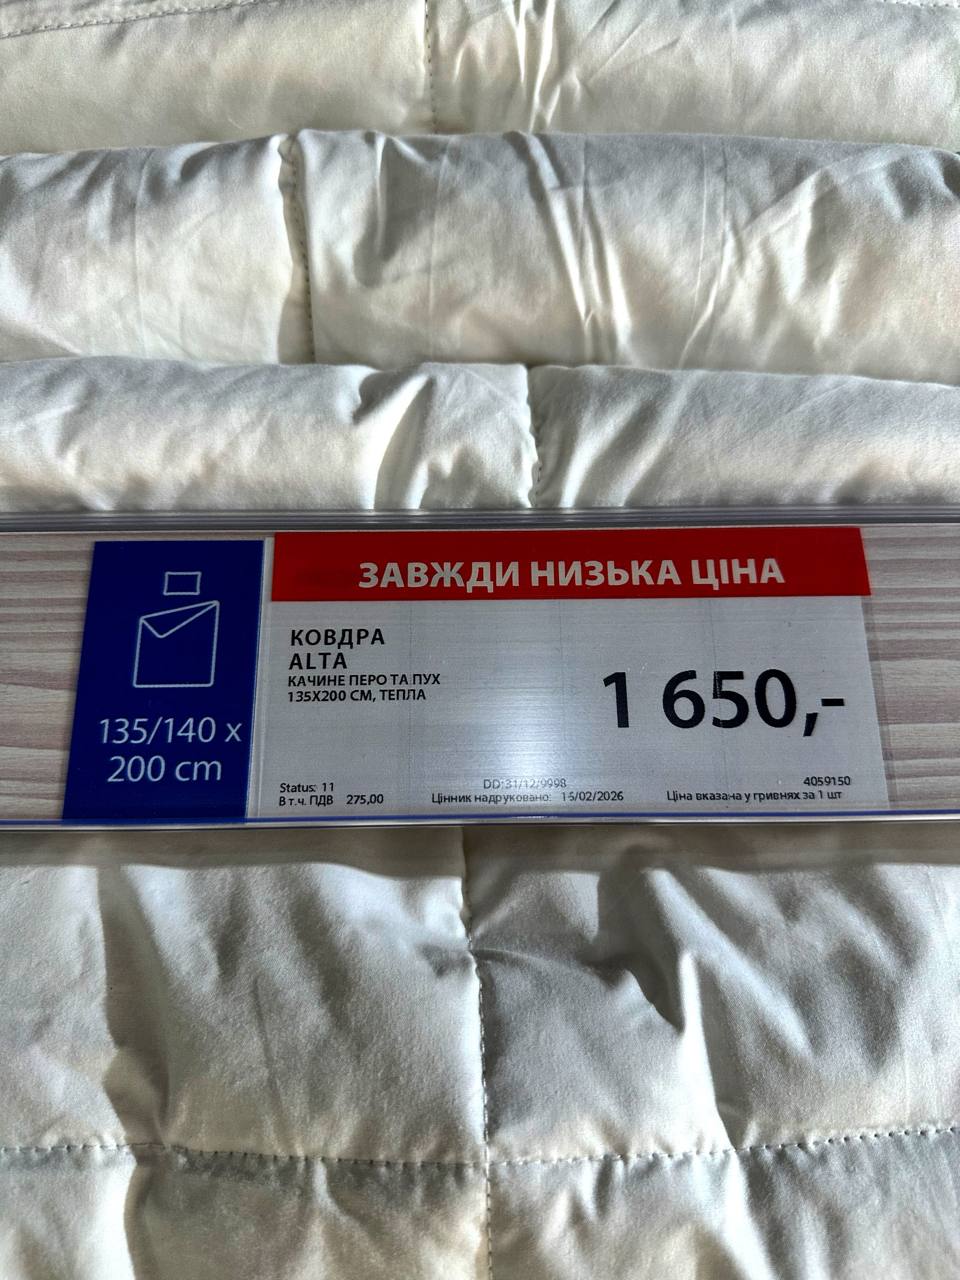 135/140 x
200 cm
ЗАВЖДИ НИЗЬКА ЦІНА
КОВДРА
ALTA
КАЧИНЕ ПЕРО ТА ПУХ
135X200 СМ, ТЕПЛА
1 650,-
Status: 11
В т.ч. ПДВ 275,00
DD:31/12/9998
Цінник надруковано: 16/02/2026
4059150
Ціна вказана у гривнях за 1 шт